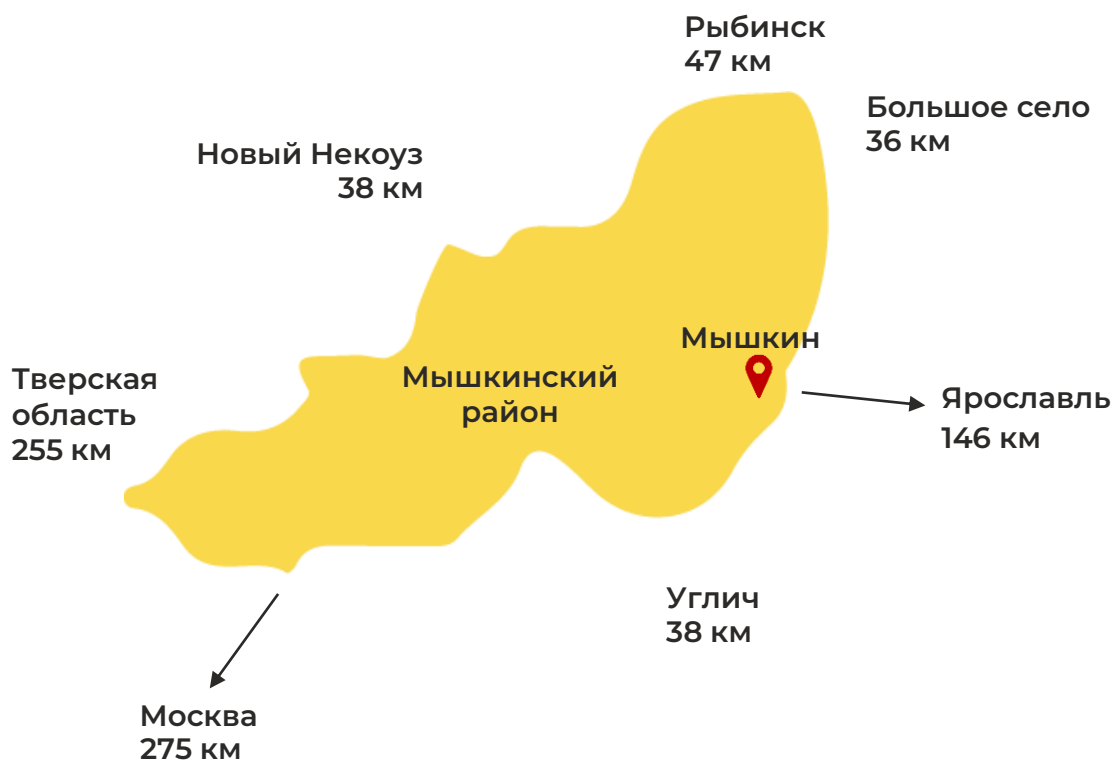 Рыбинск
47 км
Большое село
36 км
Новый Некоуз
38 км
Мышкин
Мышкинский
район
Тверская
область
255 км
Ярославль
146 км
Углич
38 км
Москва
275 км